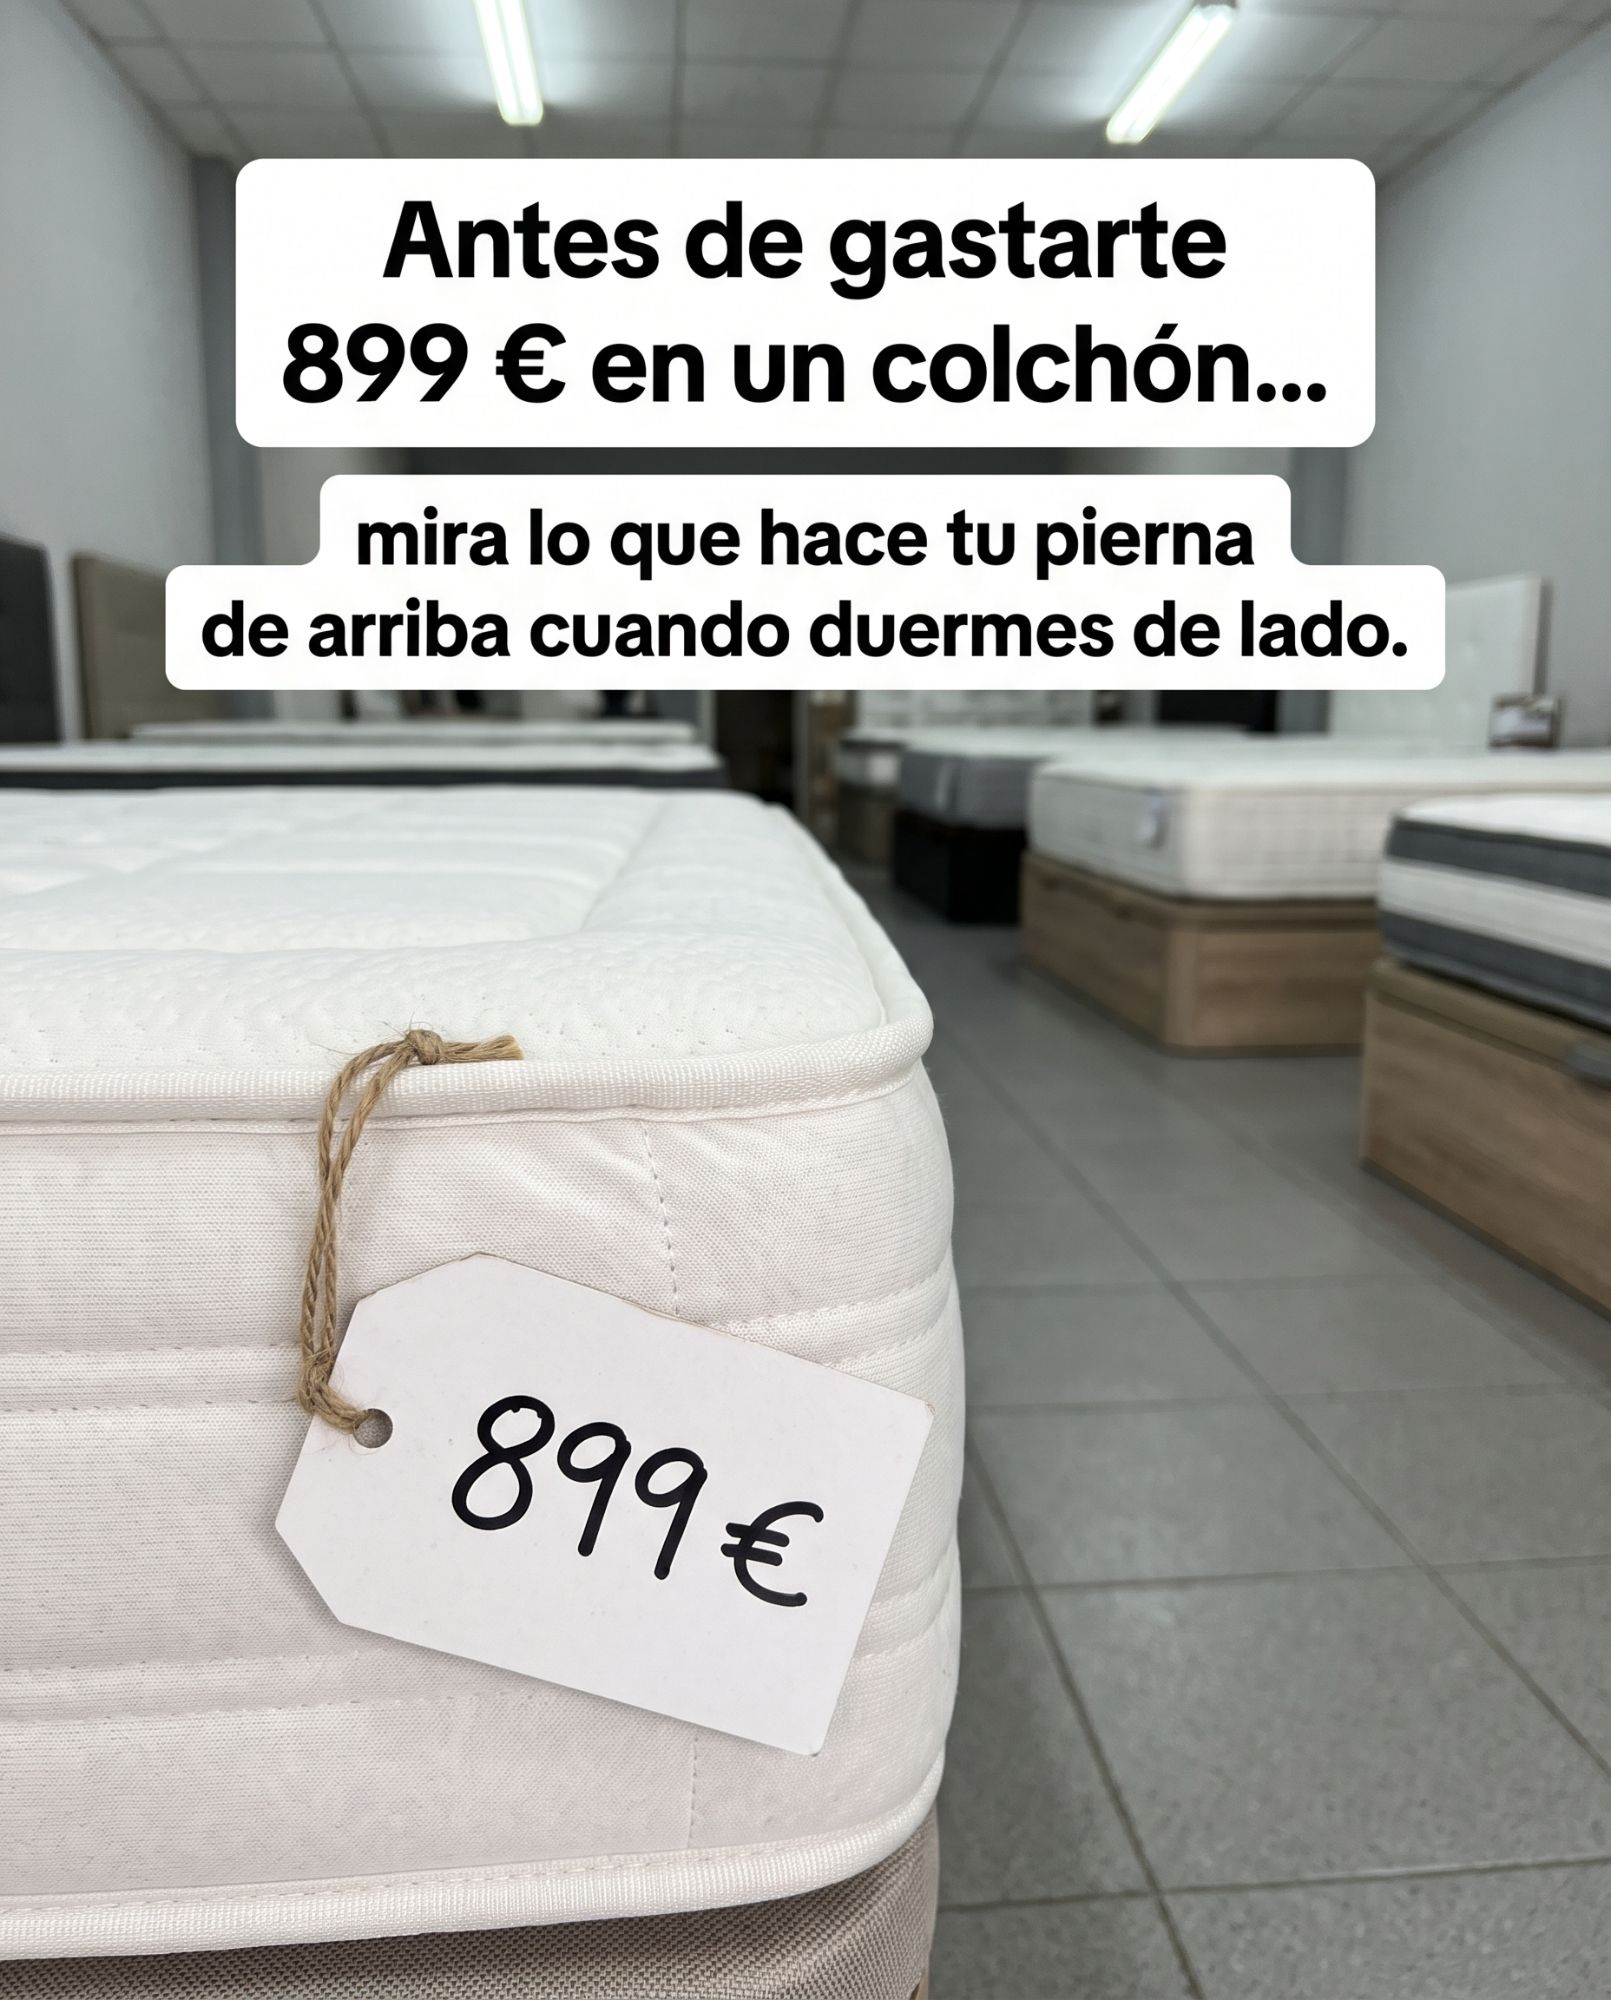 Antes de gastarte
899 € en un colchón...
mira lo que hace tu pierna
de arriba cuando duermes de lado.
899 €